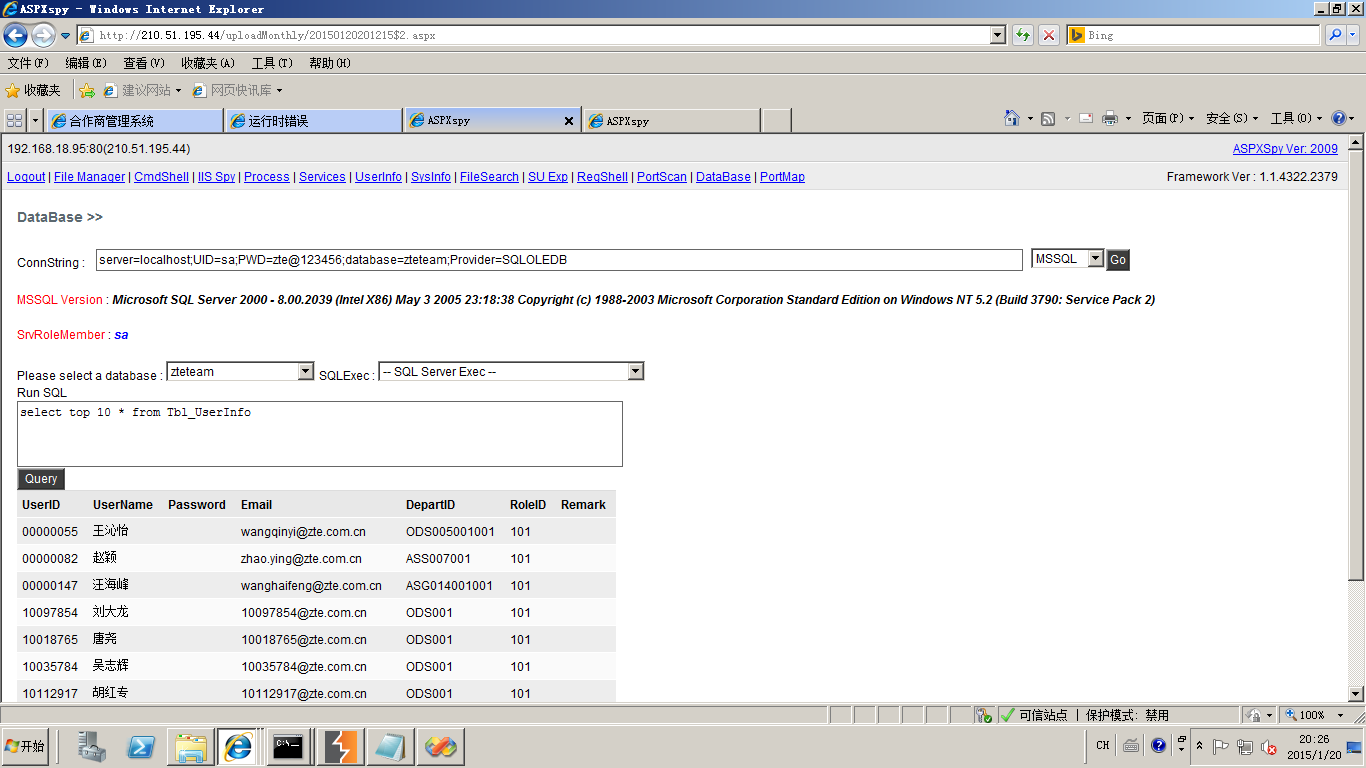 ASPXspy - Windows Internet Explorer
http://210.51.195.44/uploadMonthly/20150120201215$2.aspx
Bing
文件(F) 编辑(E) 查看(V) 收藏夹(A) 工具(T) 帮助(H)
收藏夹 建议网站 网页快讯库
合作商管理系统 运行时错误 ASPXspy ASPXspy 页面(P) 安全(S) 工具(O)
192.168.18.95:80(210.51.195.44) ASPXSpy Ver: 2009
Logout | File Manager | CmdShell | IIS Spy | Process | Services | UserInfo | SysInfo | FileSearch | SU Exp | RegShell | PortScan | DataBase | PortMap Framework Ver : 1.1.4322.2379
DataBase >>
ConnString : server=localhost;UID=sa;PWD=zte@123456;database=zteteam;Provider=SQLOLEDB MSSQL Go
MSSQL Version : Microsoft SQL Server 2000 - 8.00.2039 (Intel X86) May 3 2005 23:18:38 Copyright (c) 1988-2003 Microsoft Corporation Standard Edition on Windows NT 5.2 (Build 3790: Service Pack 2)
SrvRoleMember : sa
Please select a database : zteteam SQLExec : -- SQL Server Exec --
Run SQL
select top 10 * from Tbl_UserInfo
Query
UserID UserName Password Email DepartID RoleID Remark
00000055 王沁怡 wangqinyi@zte.com.cn ODS005001001 101
00000082 赵颖 zhao.ying@zte.com.cn ASS007001 101
00000147 汪海峰 wanghaifeng@zte.com.cn ASG014001001 101
10097854 刘大龙 10097854@zte.com.cn ODS001 101
10018765 唐尧 10018765@zte.com.cn ODS001 101
10035784 吴志辉 10035784@zte.com.cn ODS001 101
10112917 胡红专 10112917@zte.com.cn ODS001 101
可信站点 | 保护模式: 禁用 100%
开始 C:\ CH 20:26
2015/1/20